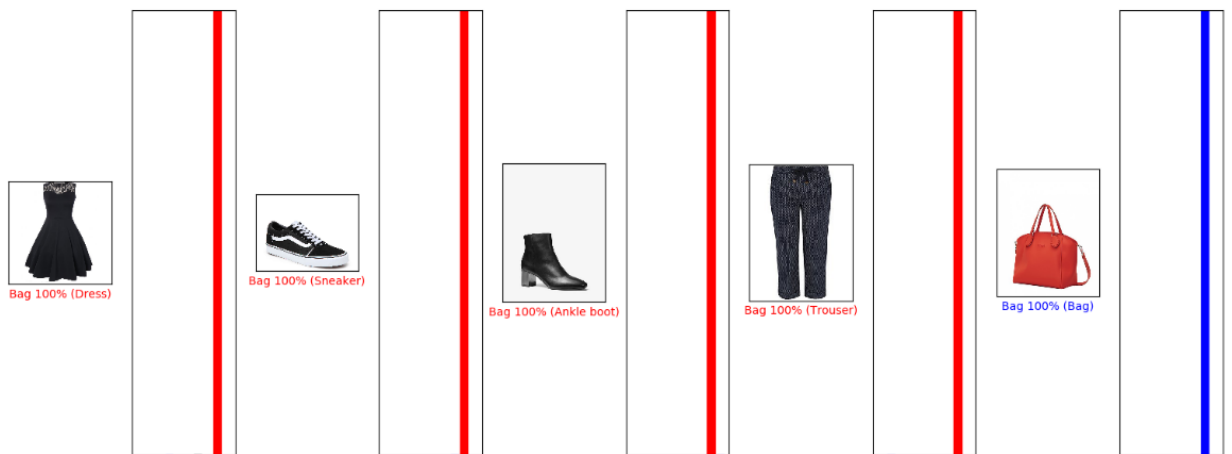 Bag 100% (Dress)
Bag 100% (Sneaker)
Bag 100% (Ankle boot)
Bag 100% (Trouser)
Bag 100% (Bag)